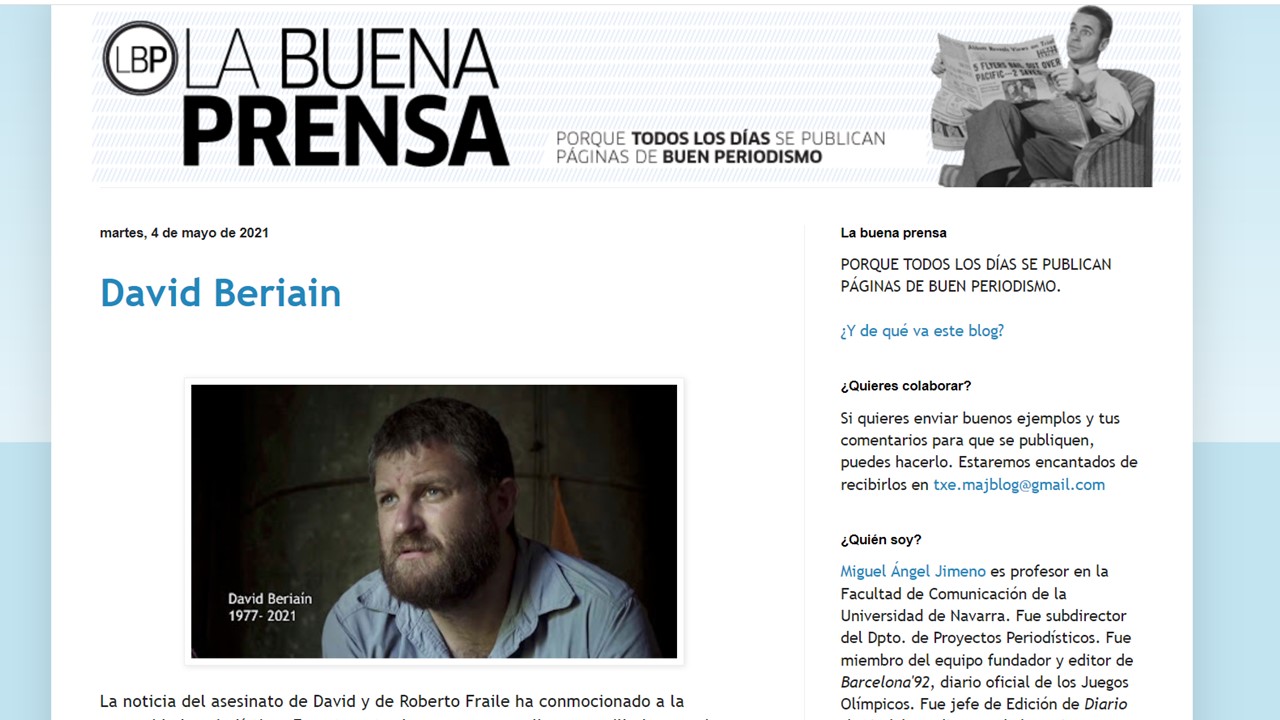 LBP LA BUENA
PRENSA
PORQUE TODOS LOS DÍAS SE PUBLICAN
PÁGINAS DE BUEN PERIODISMO
5 FLYERS BAIL OUT OVER
PACIFIC—2 SAVED
martes, 4 de mayo de 2021
David Beriain
David Beriaín
1977- 2021
La noticia del asesinato de David y de Roberto Fraile ha conmocionado a la
La buena prensa
PORQUE TODOS LOS DÍAS SE PUBLICAN
PÁGINAS DE BUEN PERIODISMO.
¿Y de qué va este blog?
¿Quieres colaborar?
Si quieres enviar buenos ejemplos y tus
comentarios para que se publiquen,
puedes hacerlo. Estaremos encantados de
recibirlos en txe.majblog@gmail.com
¿Quién soy?
Miguel Ángel Jimeno es profesor en la
Facultad de Comunicación de la
Universidad de Navarra. Fue subdirector
del Dpto. de Proyectos Periodísticos. Fue
miembro del equipo fundador y editor de
Barcelona'92, diario oficial de los Juegos
Olímpicos. Fue jefe de Edición de Diario